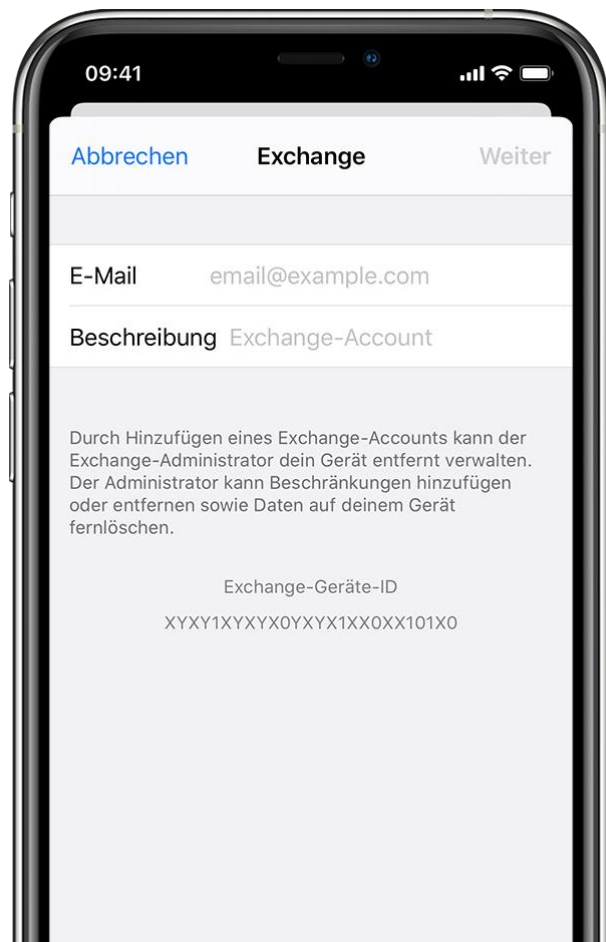 09:41
Abbrechen Exchange Weiter
E-Mail email@example.com
Beschreibung Exchange-Account
Durch Hinzufügen eines Exchange-Accounts kann der
Exchange-Administrator dein Gerät entfernt verwalten.
Der Administrator kann Beschränkungen hinzufügen
oder entfernen sowie Daten auf deinem Gerät
fernlöschen.
Exchange-Geräte-ID
XYXY1XYXYX0YXYX1XX0XX101X0